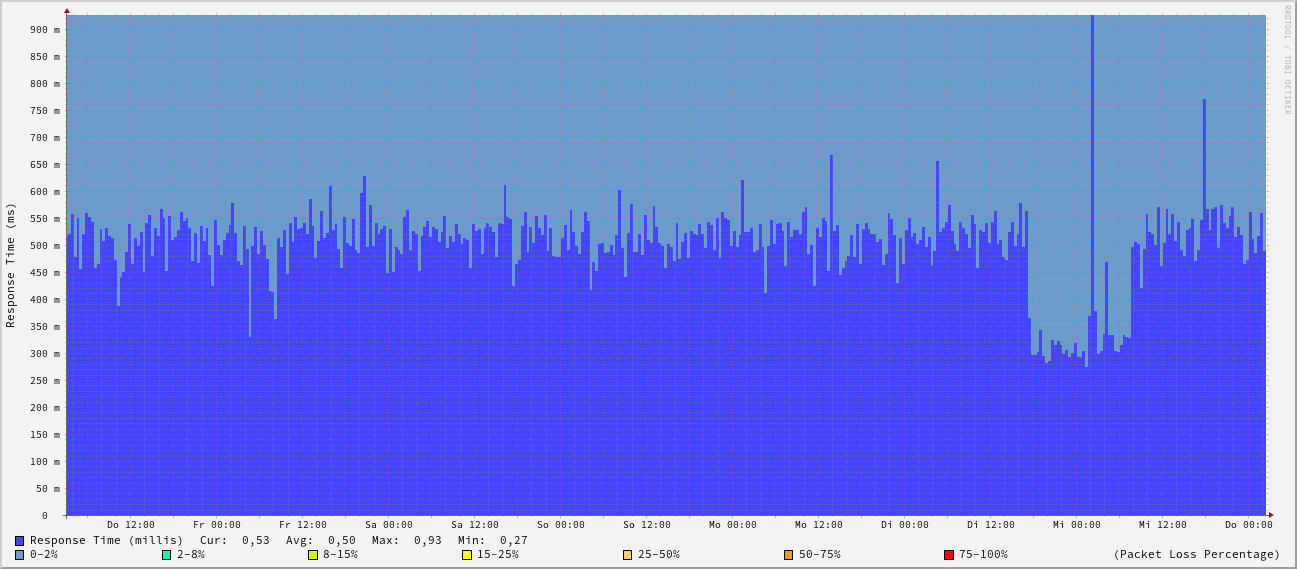 RRDTOOL / TOBI OETIKER
Response Time (ms)
900 m
850 m
800 m
750 m
700 m
650 m
600 m
550 m
500 m
450 m
400 m
350 m
300 m
250 m
200 m
150 m
100 m
50 m
0
Do 12:00 Fr 00:00 Fr 12:00 Sa 00:00 Sa 12:00 So 00:00 So 12:00 Mo 00:00 Mo 12:00 Di 00:00 Di 12:00 Mi 00:00 Mi 12:00 Do 00:00
Response Time (millis) Cur: 0,53 Avg: 0,50 Max: 0,93 Min: 0,27
0-2% 2-8% 8-15% 15-25% 25-50% 50-75% 75-100% (Packet Loss Percentage)